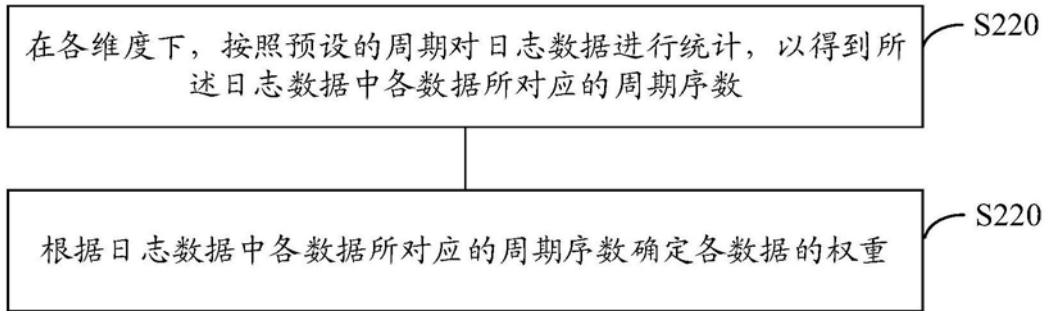 在各维度下，按照预设的周期对日志数据进行统计，以得到所
述日志数据中各数据所对应的周期序数
S220
根据日志数据中各数据所对应的周期序数确定各数据的权重
S220